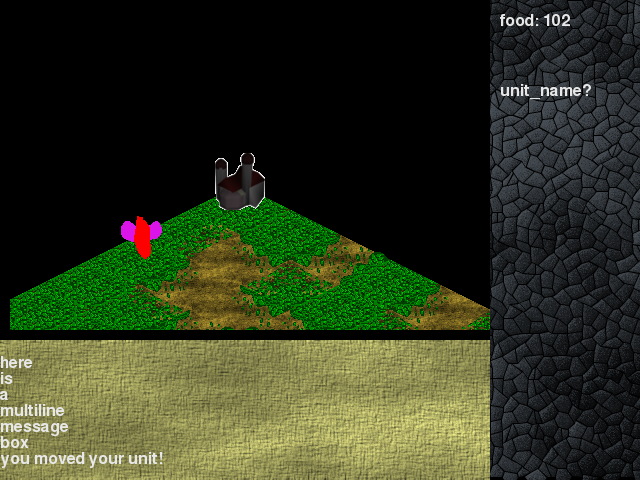 food: 102
unit_name?
here
is
a
multiline
message
box
you moved your unit!